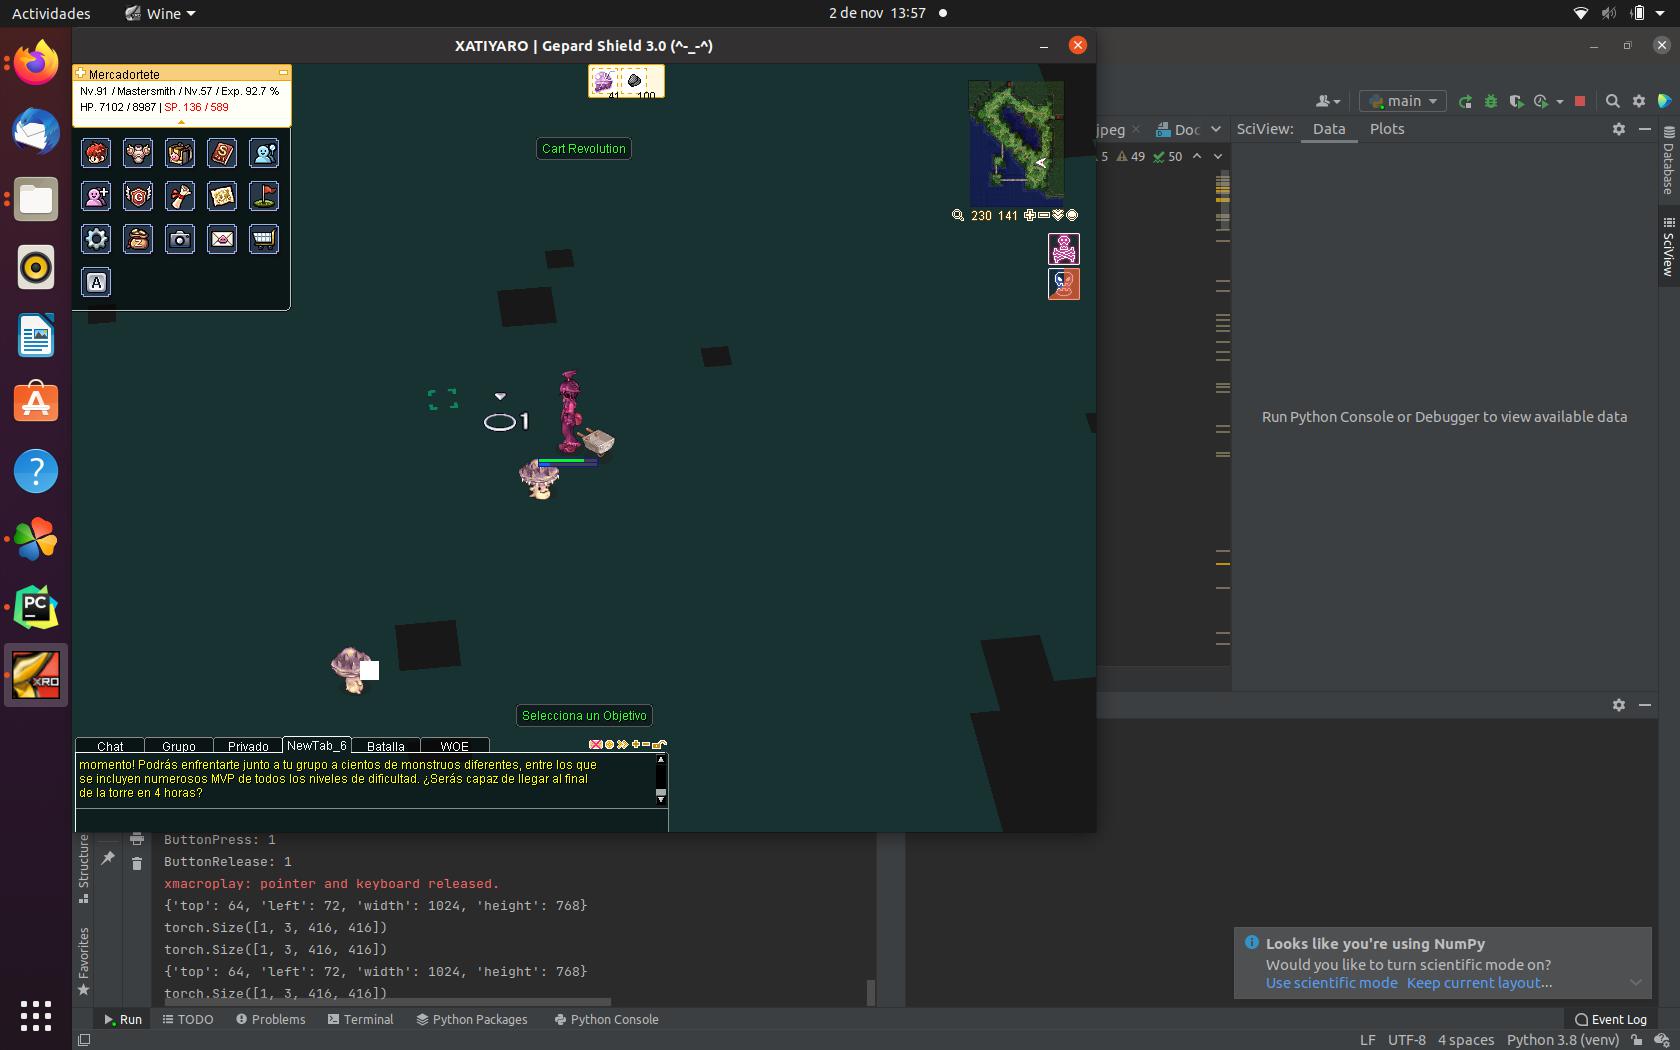 Actividades
Wine
2 de nov 13:57
XATIYARO | Gepard Shield 3.0 (^-_-^)
Mercadortete
Nv.91 / Mastersmith / Nv.57 / Exp. 92.7 %
HP. 7102 / 8987 | SP. 136 / 589
41 100
Cart Revolution
230 141
A
1
Selecciona un Objetivo
Chat Grupo Privado NewTab_6 Batalla WOE
momento! Podrás enfrentarte junto a tu grupo a cientos de monstruos diferentes, entre los que
se incluyen numerosos MVP de todos los niveles de dificultad. ¿Serás capaz de llegar al final
de la torre en 4 horas?
main
jpeg Doc
SciView: Data Plots
5 49 50
Database
SciView
Run Python Console or Debugger to view available data
PC
XRO
Structure
Favorites
ButtonPress: 1
ButtonRelease: 1
xmacroplay: pointer and keyboard released.
{'top': 64, 'left': 72, 'width': 1024, 'height': 768}
torch.Size([1, 3, 416, 416])
torch.Size([1, 3, 416, 416])
{'top': 64, 'left': 72, 'width': 1024, 'height': 768}
torch.Size([1, 3, 416, 416])
Looks like you're using NumPy
Would you like to turn scientific mode on?
Use scientific mode Keep current layout...
Run TODO Problems Terminal Python Packages Python Console
Event Log
LF UTF-8 4 spaces Python 3.8 (venv)